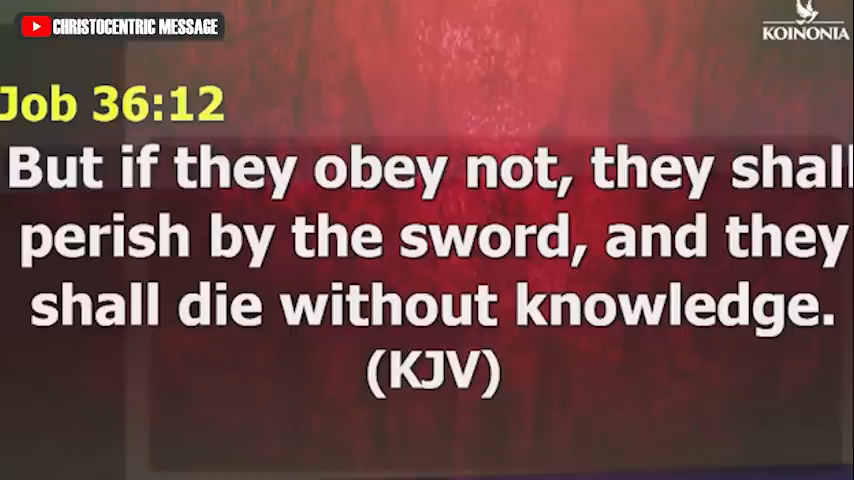 CHRISTOCENTRIC MESSAGE
KOINONIA
Job 36:12
But if they obey not, they shall
perish by the sword, and they
shall die without knowledge.
(KJV)